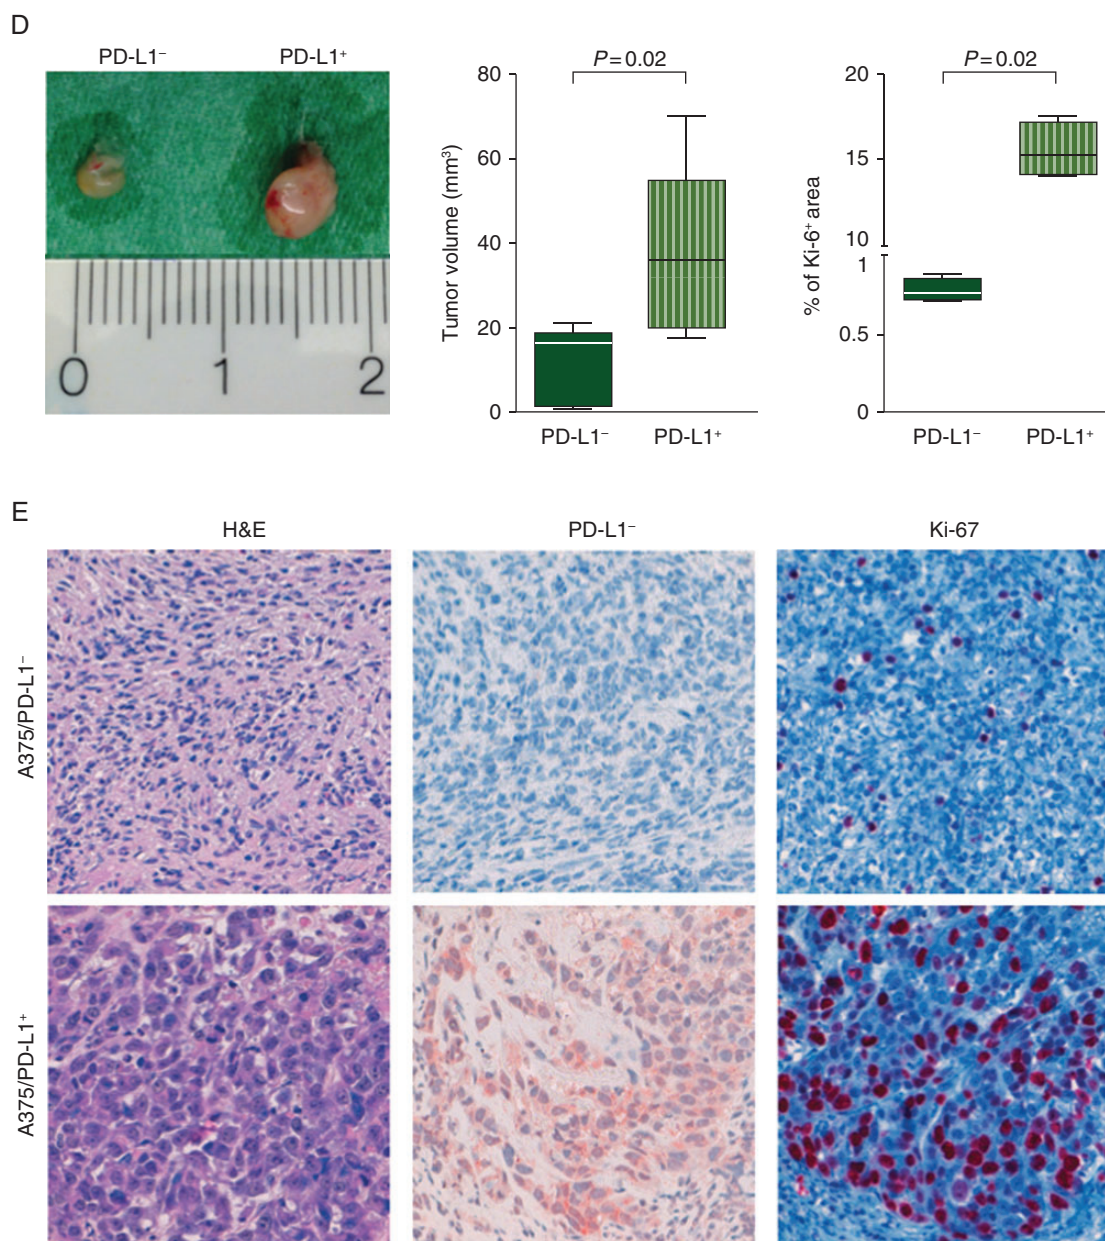 D
PD-L1⁻ PD-L1⁺
0 1 2
P = 0.02
Tumor volume (mm³)
80
60
40
20
0
PD-L1⁻ PD-L1⁺
P = 0.02
% of Ki-6⁺ area
20
15
10
1
0.5
0
PD-L1⁻ PD-L1⁺
E
H&E PD-L1⁻ Ki-67
A375/PD-L1⁻
A375/PD-L1⁺